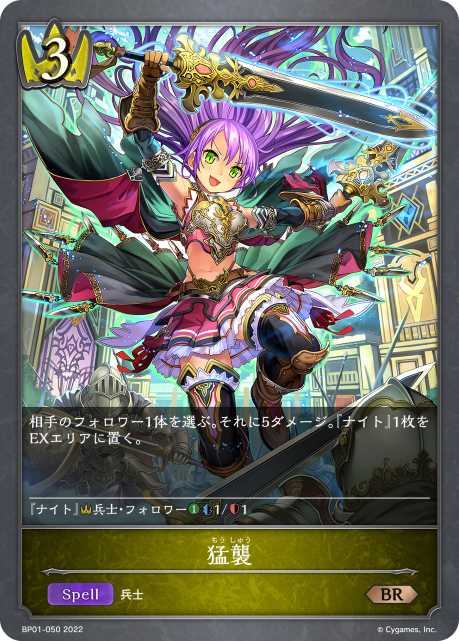 3
相手のフォロワー1体を選ぶ。それに5ダメージ。『ナイト』1枚を
EXエリアに置く。
『ナイト』兵士・フォロワー 1 1/1
もうしゅう
猛襲
Spell 兵士 BR
BP01-050 2022 © Cygames, Inc.